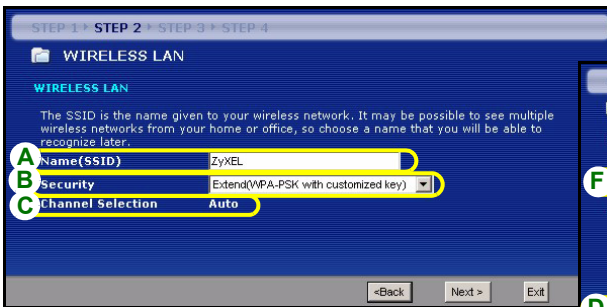 STEP 1 ▸ STEP 2 ▸ STEP 3 ▸ STEP 4
WIRELESS LAN
WIRELESS LAN
The SSID is the name given to your wireless network. It may be possible to see multiple
wireless networks from your home or office, so choose a name that you will be able to
recognize later.
A Name(SSID) ZyXEL
B Security Extend(WPA-PSK with customized key)
C Channel Selection Auto
F
<Back Next > Exit
D